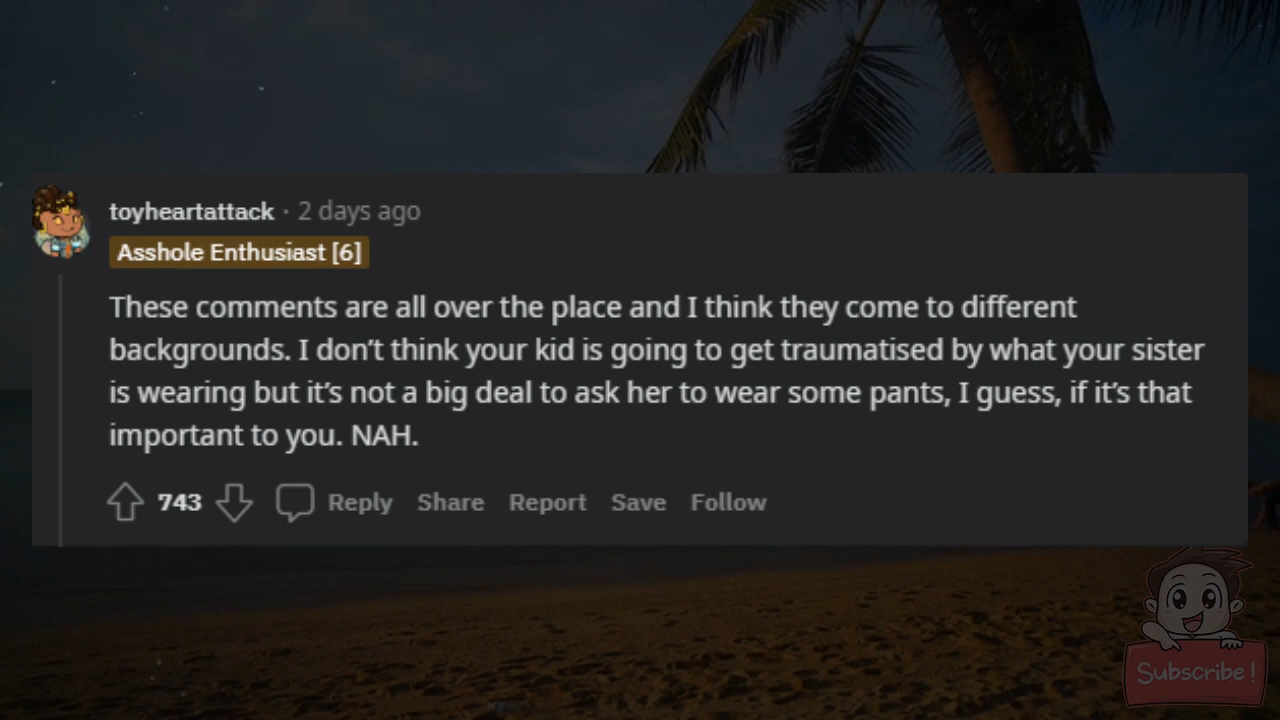 toyheartattack · 2 days ago
Asshole Enthusiast [6]
These comments are all over the place and I think they come to different
backgrounds. I don’t think your kid is going to get traumatised by what your sister
is wearing but it’s not a big deal to ask her to wear some pants, I guess, if it’s that
important to you. NAH.
743 Reply Share Report Save Follow
Subscribe!